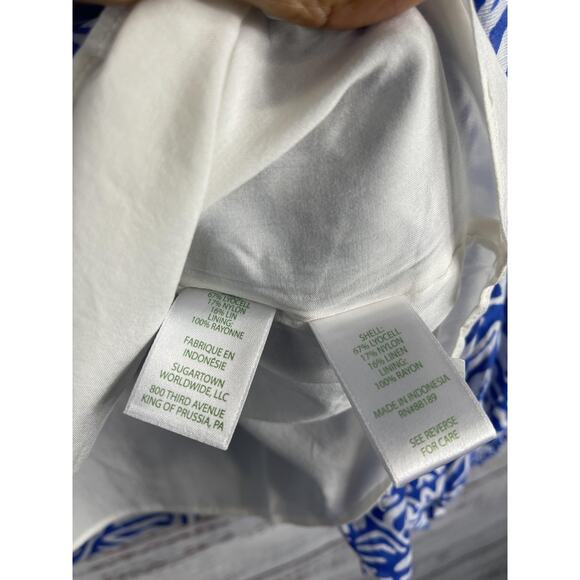 67% LYOCELL
17% NYLON
16% LIN
LINING:
100% RAYONNE
FABRIQUE EN
INDONÉSIE
SUGARTOWN
WORLDWIDE, LLC
800 THIRD AVENUE
KING OF PRUSSIA, PA
SHELL:
67% LYOCELL
17% NYLON
16% LINEN
LINING:
100% RAYON
MADE IN INDONESIA
RN#88189
SEE REVERSE
FOR CARE